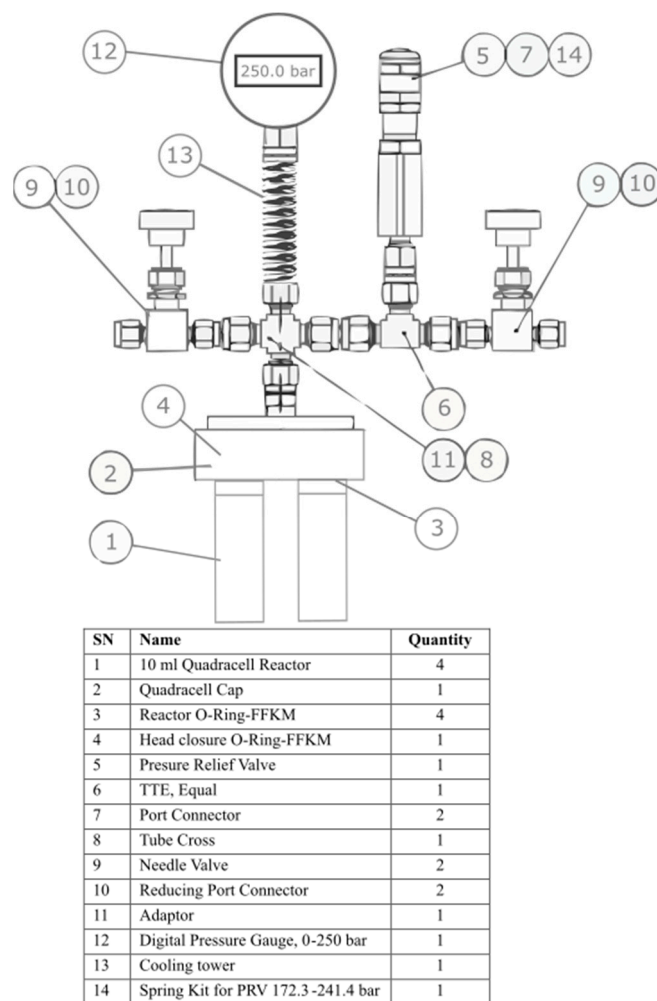 12
250.0 bar
5 7 14
13
9 10
9 10
4
6
2
11 8
3
1
SN Name Quantity
1 10 ml Quadracell Reactor 4
2 Quadracell Cap 1
3 Reactor O-Ring-FFKM 4
4 Head closure O-Ring-FFKM 1
5 Presure Relief Valve 1
6 TTE, Equal 1
7 Port Connector 2
8 Tube Cross 1
9 Needle Valve 2
10 Reducing Port Connector 2
11 Adaptor 1
12 Digital Pressure Gauge, 0-250 bar 1
13 Cooling tower 1
14 Spring Kit for PRV 172.3-241.4 bar 1